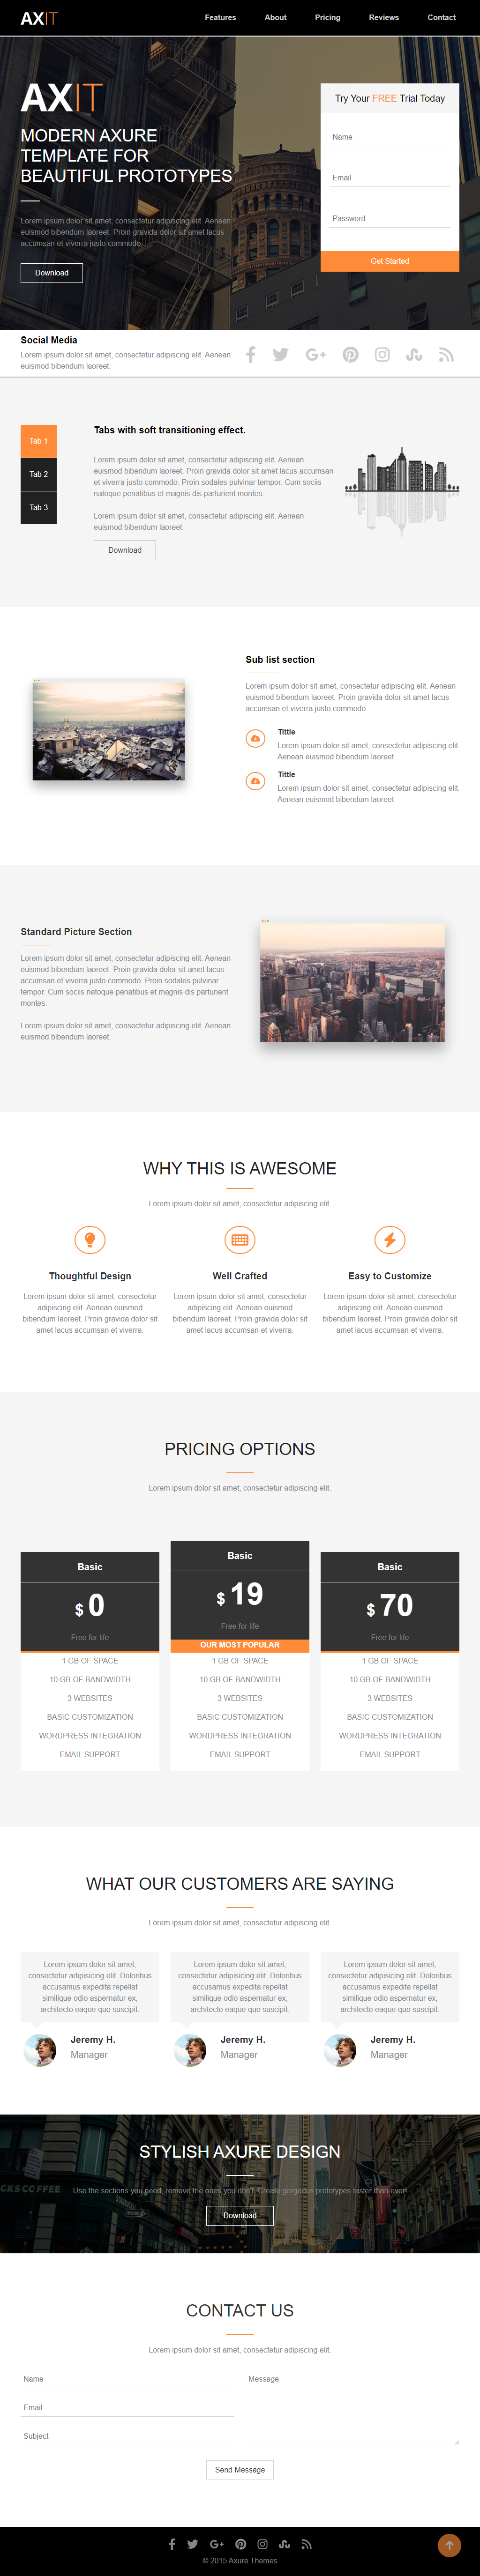 AXIT
Features
About
Pricing
Reviews
Contact
AXIT
MODERN AXURE
TEMPLATE FOR
BEAUTIFUL PROTOTYPES
Lorem ipsum dolor sit amet, consectetur adipiscing elit. Aenean
euismod bibendum laoreet. Proin gravida dolor sit amet lacus
accumsan et viverra justo commodo.
Download
Try Your FREE Trial Today
Name
Email
Password
Get Started
Social Media
Lorem ipsum dolor sit amet, consectetur adipiscing elit. Aenean
euismod bibendum laoreet.
Tab 1
Tab 2
Tab 3
Tabs with soft transitioning effect.
Lorem ipsum dolor sit amet, consectetur adipiscing elit. Aenean
euismod bibendum laoreet. Proin gravida dolor sit amet lacus accumsan
et viverra justo commodo. Proin sodales pulvinar tempor. Cum sociis
natoque penatibus et magnis dis parturient montes.
Lorem ipsum dolor sit amet, consectetur adipiscing elit. Aenean
euismod bibendum laoreet.
Download
Sub list section
Lorem ipsum dolor sit amet, consectetur adipiscing elit. Aenean
euismod bibendum laoreet. Proin gravida dolor sit amet lacus
accumsan et viverra justo commodo.
Tittle
Lorem ipsum dolor sit amet, consectetur adipiscing elit.
Aenean euismod bibendum laoreet.
Tittle
Lorem ipsum dolor sit amet, consectetur adipiscing elit.
Aenean euismod bibendum laoreet.
Standard Picture Section
Lorem ipsum dolor sit amet, consectetur adipiscing elit. Aenean
euismod bibendum laoreet. Proin gravida dolor sit amet lacus
accumsan et viverra justo commodo. Proin sodales pulvinar
tempor. Cum sociis natoque penatibus et magnis dis parturient
montes.
Lorem ipsum dolor sit amet, consectetur adipiscing elit. Aenean
euismod bibendum laoreet.
WHY THIS IS AWESOME
Lorem ipsum dolor sit amet, consectetur adipiscing elit.
Thoughtful Design
Lorem ipsum dolor sit amet, consectetur
adipiscing elit. Aenean euismod
bibendum laoreet. Proin gravida dolor sit
amet lacus accumsan et viverra.
Well Crafted
Lorem ipsum dolor sit amet, consectetur
adipiscing elit. Aenean euismod
bibendum laoreet. Proin gravida dolor sit
amet lacus accumsan et viverra.
Easy to Customize
Lorem ipsum dolor sit amet, consectetur
adipiscing elit. Aenean euismod
bibendum laoreet. Proin gravida dolor sit
amet lacus accumsan et viverra.
PRICING OPTIONS
Lorem ipsum dolor sit amet, consectetur adipiscing elit.
Basic
$ 0
Free for life
1 GB OF SPACE
10 GB OF BANDWIDTH
3 WEBSITES
BASIC CUSTOMIZATION
WORDPRESS INTEGRATION
EMAIL SUPPORT
Basic
$ 19
Free for life
OUR MOST POPULAR
1 GB OF SPACE
10 GB OF BANDWIDTH
3 WEBSITES
BASIC CUSTOMIZATION
WORDPRESS INTEGRATION
EMAIL SUPPORT
Basic
$ 70
Free for life
1 GB OF SPACE
10 GB OF BANDWIDTH
3 WEBSITES
BASIC CUSTOMIZATION
WORDPRESS INTEGRATION
EMAIL SUPPORT
WHAT OUR CUSTOMERS ARE SAYING
Lorem ipsum dolor sit amet, consectetur adipiscing elit.
Lorem ipsum dolor sit amet,
consectetur adipisicing elit. Doloribus
accusamus expedita repellat
similique odio aspernatur ex,
architecto eaque quo suscipit.
Jeremy H.
Manager
Lorem ipsum dolor sit amet,
consectetur adipisicing elit. Doloribus
accusamus expedita repellat
similique odio aspernatur ex,
architecto eaque quo suscipit.
Jeremy H.
Manager
Lorem ipsum dolor sit amet,
consectetur adipisicing elit. Doloribus
accusamus expedita repellat
similique odio aspernatur ex,
architecto eaque quo suscipit.
Jeremy H.
Manager
CKS COFFEE
STYLISH AXURE DESIGN
Use the sections you need, remove the ones you don't. Create gorgeous prototypes faster than ever!
Download
CONTACT US
Lorem ipsum dolor sit amet, consectetur adipiscing elit.
Name
Email
Subject
Message
Send Message
© 2015 Axure Themes